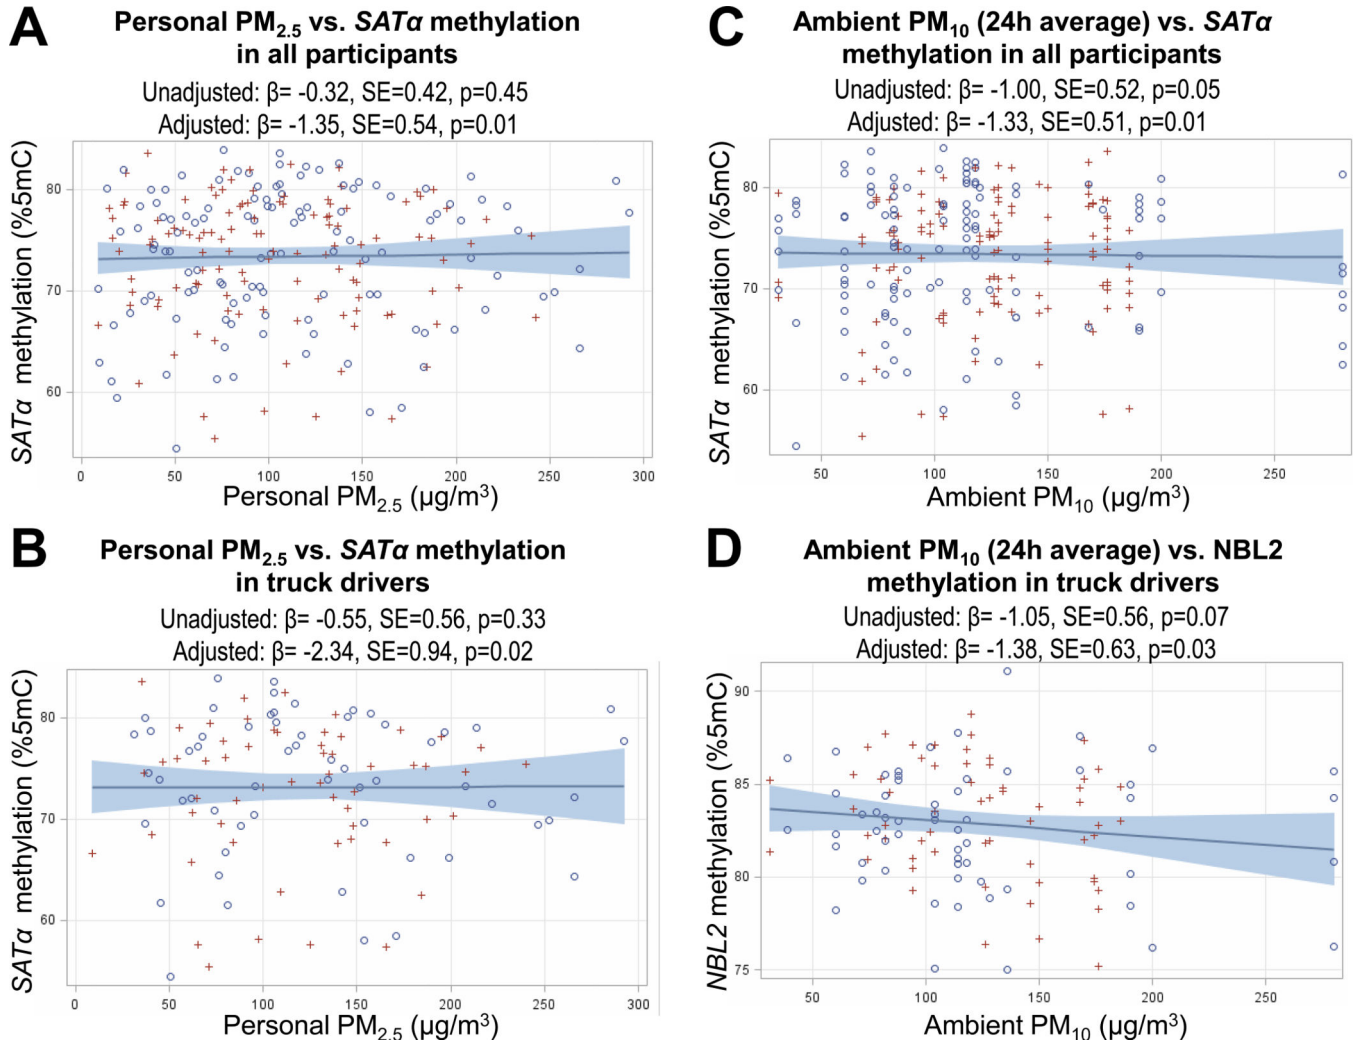 A
Personal PM2.5 vs. SATα methylation
in all participants
Unadjusted: β= -0.32, SE=0.42, p=0.45
Adjusted: β= -1.35, SE=0.54, p=0.01
SATα methylation (%5mC)
80
70
60
0 50 100 150 200 250 300
Personal PM2.5 (µg/m³)
C
Ambient PM10 (24h average) vs. SATα
methylation in all participants
Unadjusted: β= -1.00, SE=0.52, p=0.05
Adjusted: β= -1.33, SE=0.51, p=0.01
SATα methylation (%5mC)
80
70
60
50 100 150 200 250
Ambient PM10 (µg/m³)
B
Personal PM2.5 vs. SATα methylation
in truck drivers
Unadjusted: β= -0.55, SE=0.56, p=0.33
Adjusted: β= -2.34, SE=0.94, p=0.02
SATα methylation (%5mC)
80
70
60
0 50 100 150 200 250 300
Personal PM2.5 (µg/m³)
D
Ambient PM10 (24h average) vs. NBL2
methylation in truck drivers
Unadjusted: β= -1.05, SE=0.56, p=0.07
Adjusted: β= -1.38, SE=0.63, p=0.03
NBL2 methylation (%5mC)
90
85
80
75
50 100 150 200 250
Ambient PM10 (µg/m³)